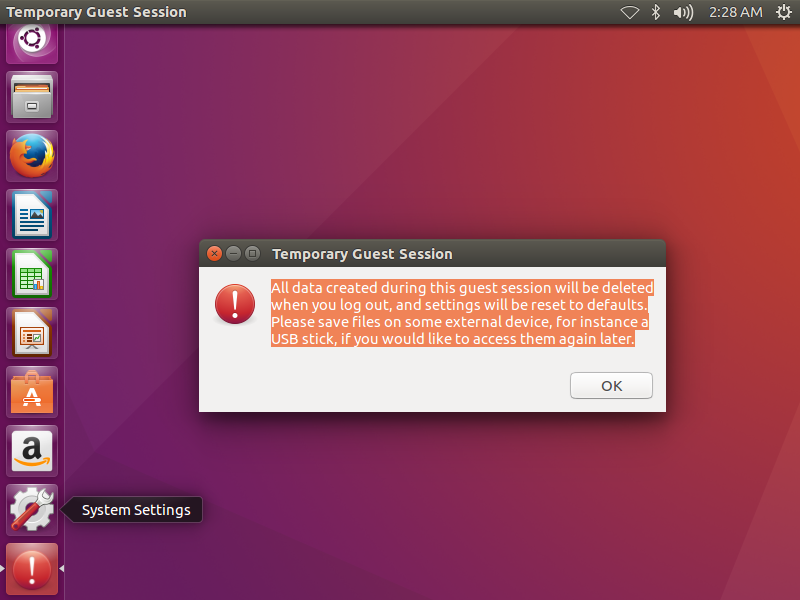 Temporary Guest Session
2:28 AM
Temporary Guest Session
All data created during this guest session will be deleted
when you log out, and settings will be reset to defaults.
Please save files on some external device, for instance a
USB stick, if you would like to access them again later.
OK
a
System Settings